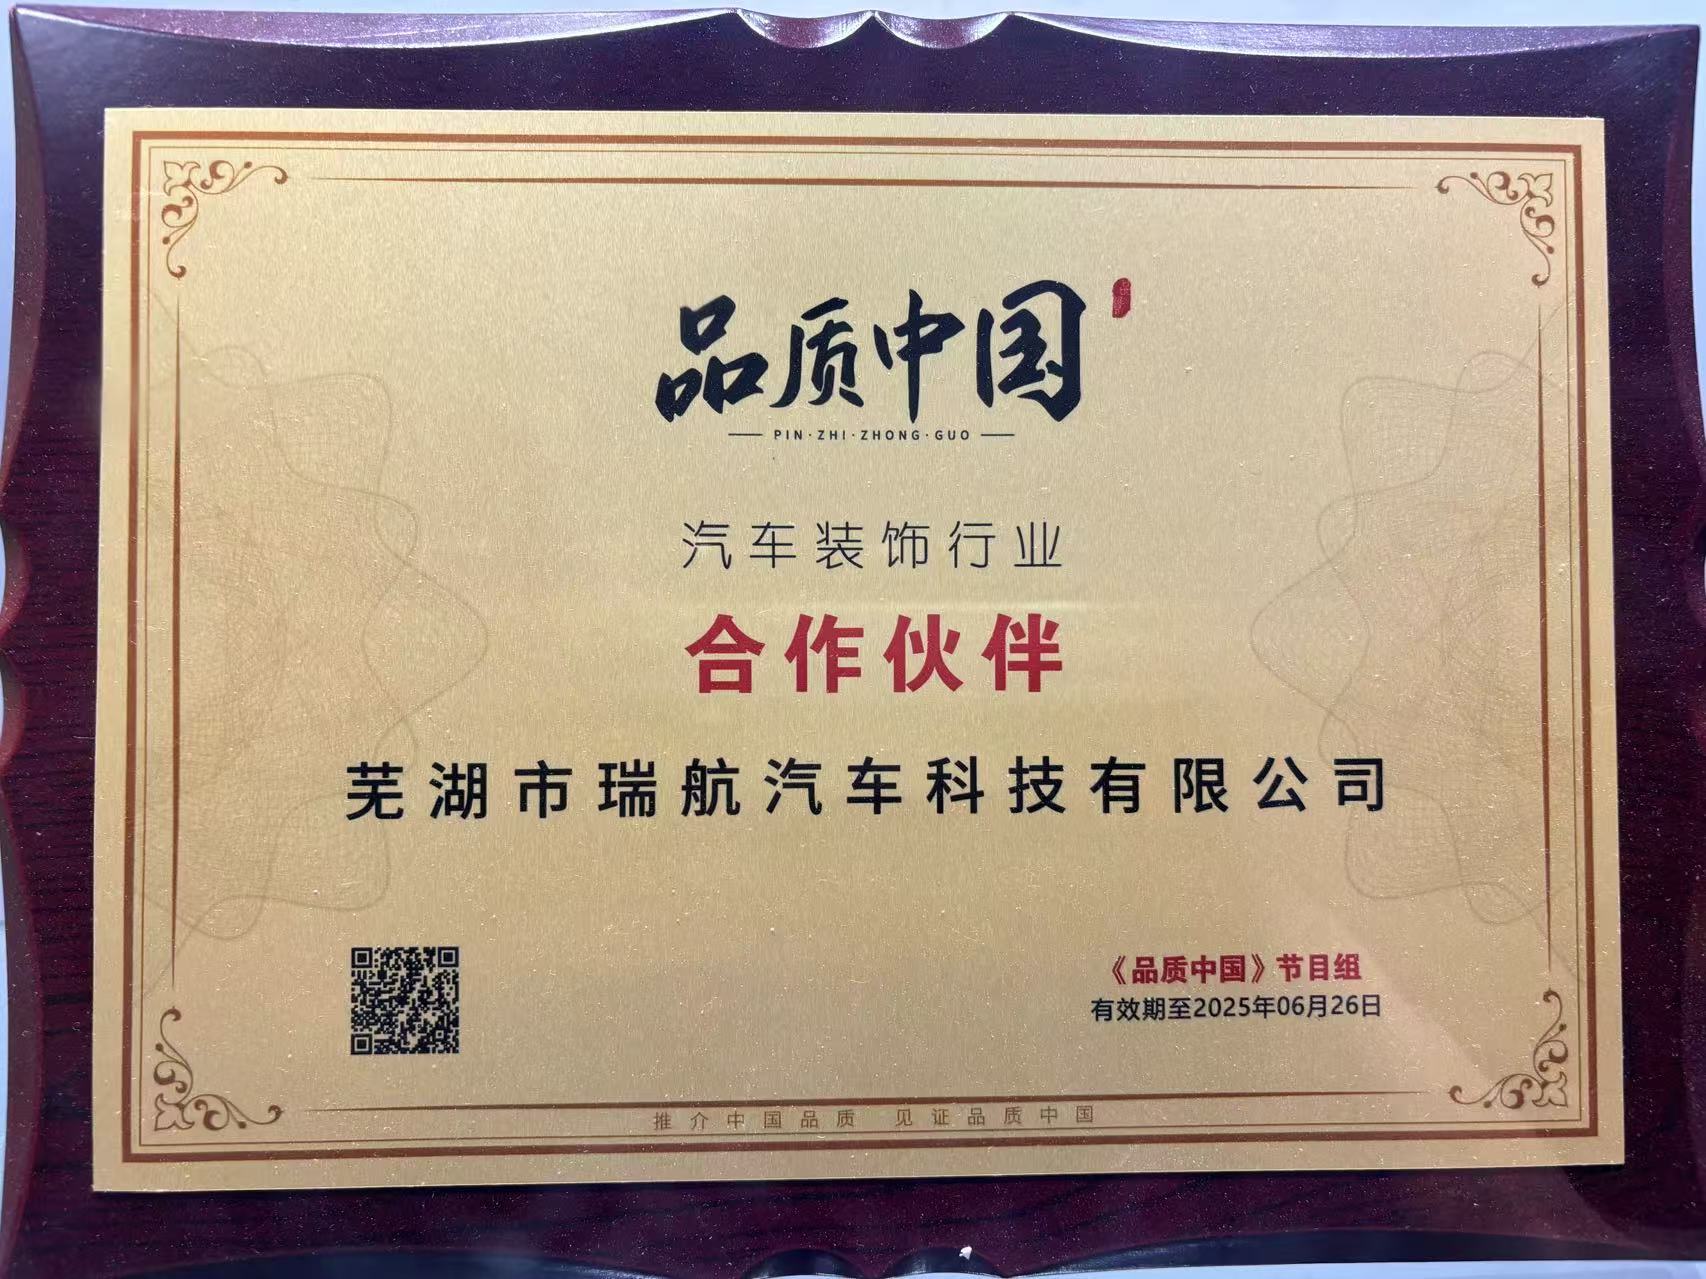 品质中国
PIN·ZHI·ZHONG·GUO
汽车装饰行业
合作伙伴
芜湖市瑞航汽车科技有限公司
《品质中国》节目组
有效期至2025年06月26日
推介中国品质 见证品质中国